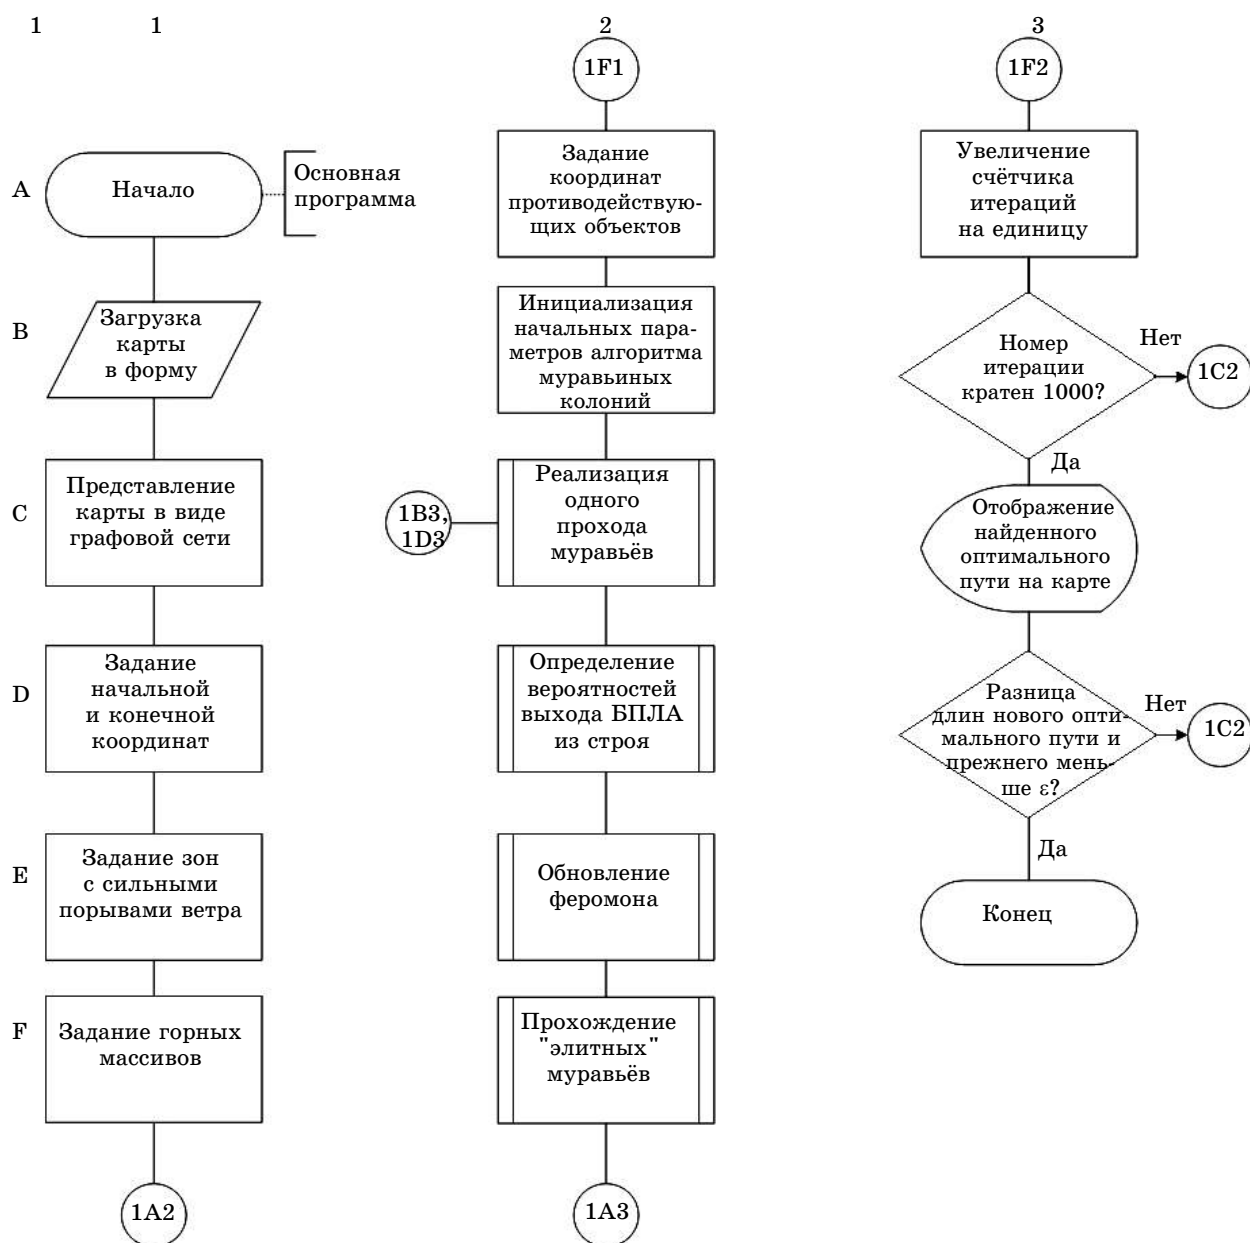 1
1
A
Начало
Основная
программа
B
Загрузка
карты
в форму
C
Представление
карты в виде
графовой сети
D
Задание
начальной
и конечной
координат
E
Задание зон
с сильными
порывами ветра
F
Задание горных
массивов
1A2
2
1F1
Задание
координат
противодействую-
щих объектов
Инициализация
начальных пара-
метров алгоритма
муравьиных
колоний
1B3,
1D3
Реализация
одного
прохода
муравьёв
Определение
вероятностей
выхода БПЛА
из строя
Обновление
феромона
Прохождение
"элитных"
муравьёв
1A3
3
1F2
Увеличение
счётчика
итераций
на единицу
Номер
итерации
кратен 1000?
Нет
1C2
Да
Отображение
найденного
оптимального
пути на карте
Разница
длин нового опти-
мального пути и
прежнего мень-
ше ε?
Нет
1C2
Да
Конец